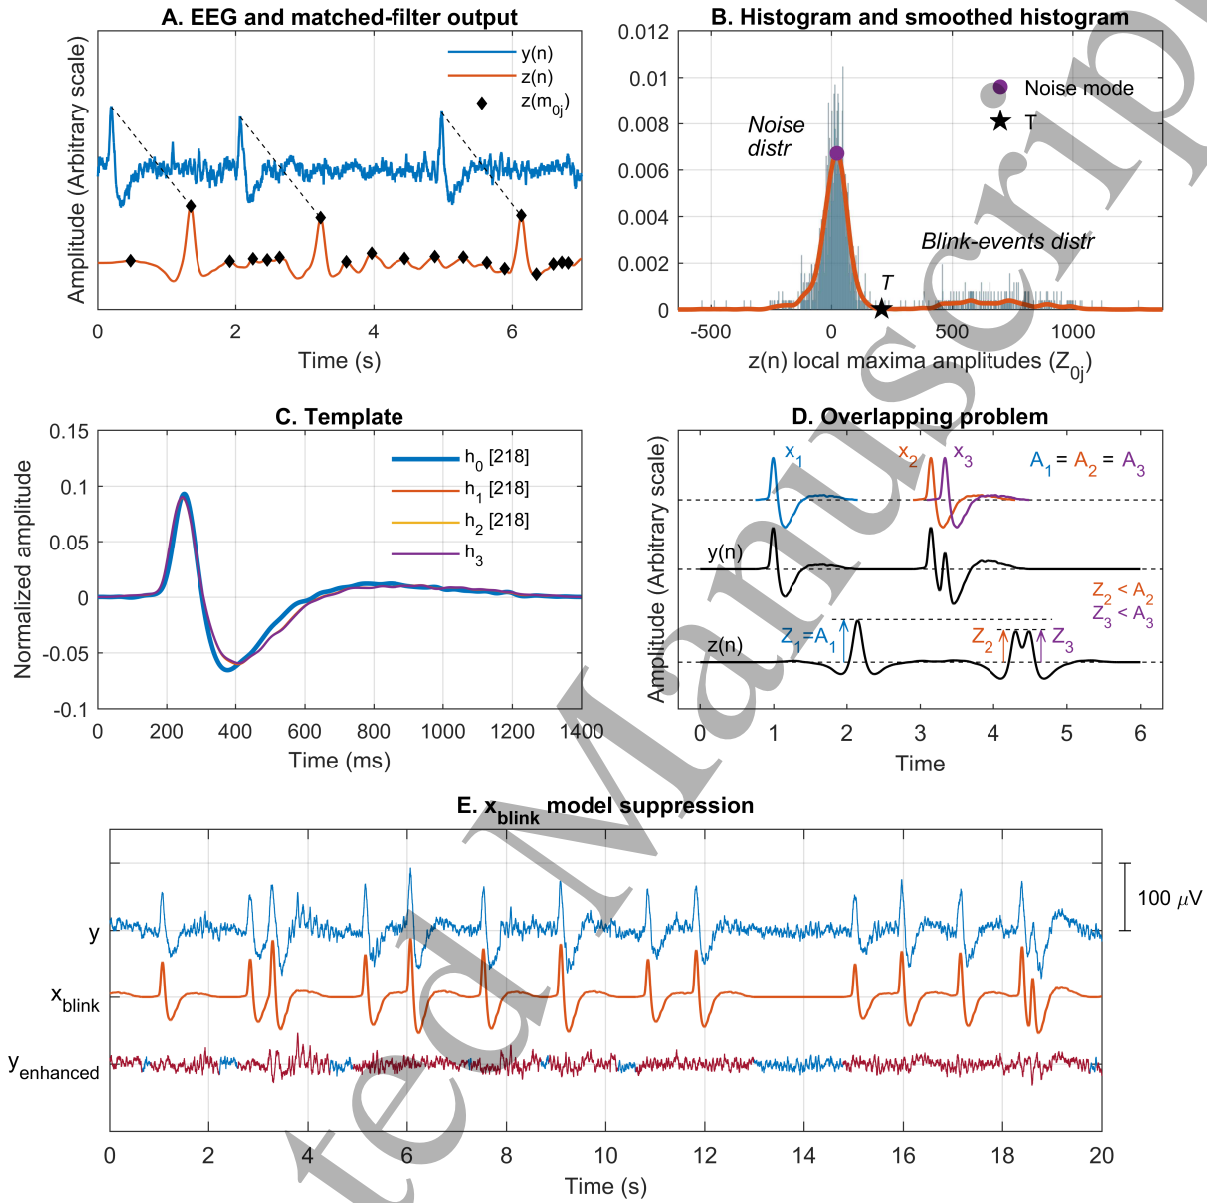 A. EEG and matched-filter output
Amplitude (Arbitrary scale)
y(n)
z(n)
z(m0j)
0 2 4 6
Time (s)
B. Histogram and smoothed histogram
0.012
0.01
0.008
0.006
0.004
0.002
0
Noise mode
T
Noise
distr
Blink-events distr
T
-500 0 500 1000
z(n) local maxima amplitudes (Z0j)
C. Template
Normalized amplitude
0.15
0.1
0.05
0
-0.05
-0.1
h0 [218]
h1 [218]
h2 [218]
h3
0 200 400 600 800 1000 1200 1400
Time (ms)
D. Overlapping problem
Amplitude (Arbitrary scale)
x1 x2 x3 A1 = A2 = A3
y(n)
Z2 < A2
Z3 < A3
z(n) Z1 =A1 Z2 Z3
0 1 2 3 4 5 6
Time
E. xblink model suppression
100 μV
y
xblink
yenhanced
0 2 4 6 8 10 12 14 16 18 20
Time (s)
ted Manuscrip